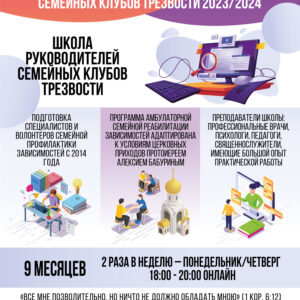 СЕМЕЙНЫХ КЛУБОВ ТРЕЗВОСТИ 2023/2024
ШКОЛА
РУКОВОДИТЕЛЕЙ
СЕМЕЙНЫХ КЛУБОВ
ТРЕЗВОСТИ
ПОДГОТОВКА
СПЕЦИАЛИСТОВ И
ВОЛОНТЕРОВ СЕМЕЙНОЙ
ПРОФИЛАКТИКИ
ЗАВИСИМОСТЕЙ С 2014
ГОДА
ПРОГРАММА АМБУЛАТОРНОЙ
СЕМЕЙНОЙ РЕАБИЛИТАЦИИ
ЗАВИСИМОСТЕЙ АДАПТИРОВАНА
К УСЛОВИЯМ ЦЕРКОВНЫХ
ПРИХОДОВ ПРОТОИЕРЕЕМ
АЛЕКСИЕМ БАБУРИНЫМ
ПРЕПОДАВАТЕЛИ ШКОЛЫ:
ПРОФЕССИОНАЛЬНЫЕ ВРАЧИ,
ПСИХОЛОГИ, ПЕДАГОГИ,
СВЯЩЕННОСЛУЖИТЕЛИ,
ИМЕЮЩИЕ БОЛЬШОЙ ОПЫТ
ПРАКТИЧЕСКОЙ РАБОТЫ
9 МЕСЯЦЕВ
2 РАЗА В НЕДЕЛЮ – ПОНЕДЕЛЬНИК/ЧЕТВЕРГ
18:00 - 20:00 ОНЛАЙН
«ВСЕ МНЕ ПОЗВОЛИТЕЛЬНО, НО НИЧТО НЕ ДОЛЖНО ОБЛАДАТЬ МНОЮ» (1 КОР. 6:12)